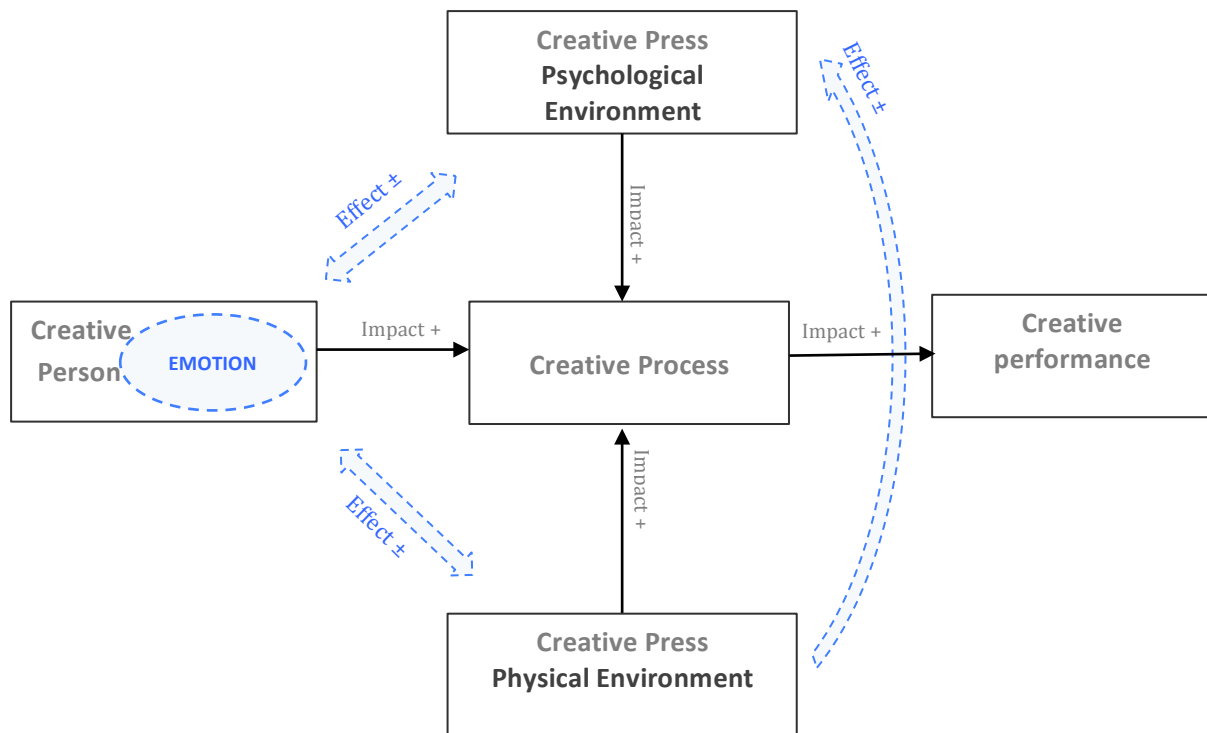 Creative Press
Psychological
Environment
Effect ±
Effect ±
Impact +
Creative
Person
EMOTION
Impact +
Creative Process
Impact +
Creative
performance
Effect ±
Impact +
Creative Press
Physical Environment